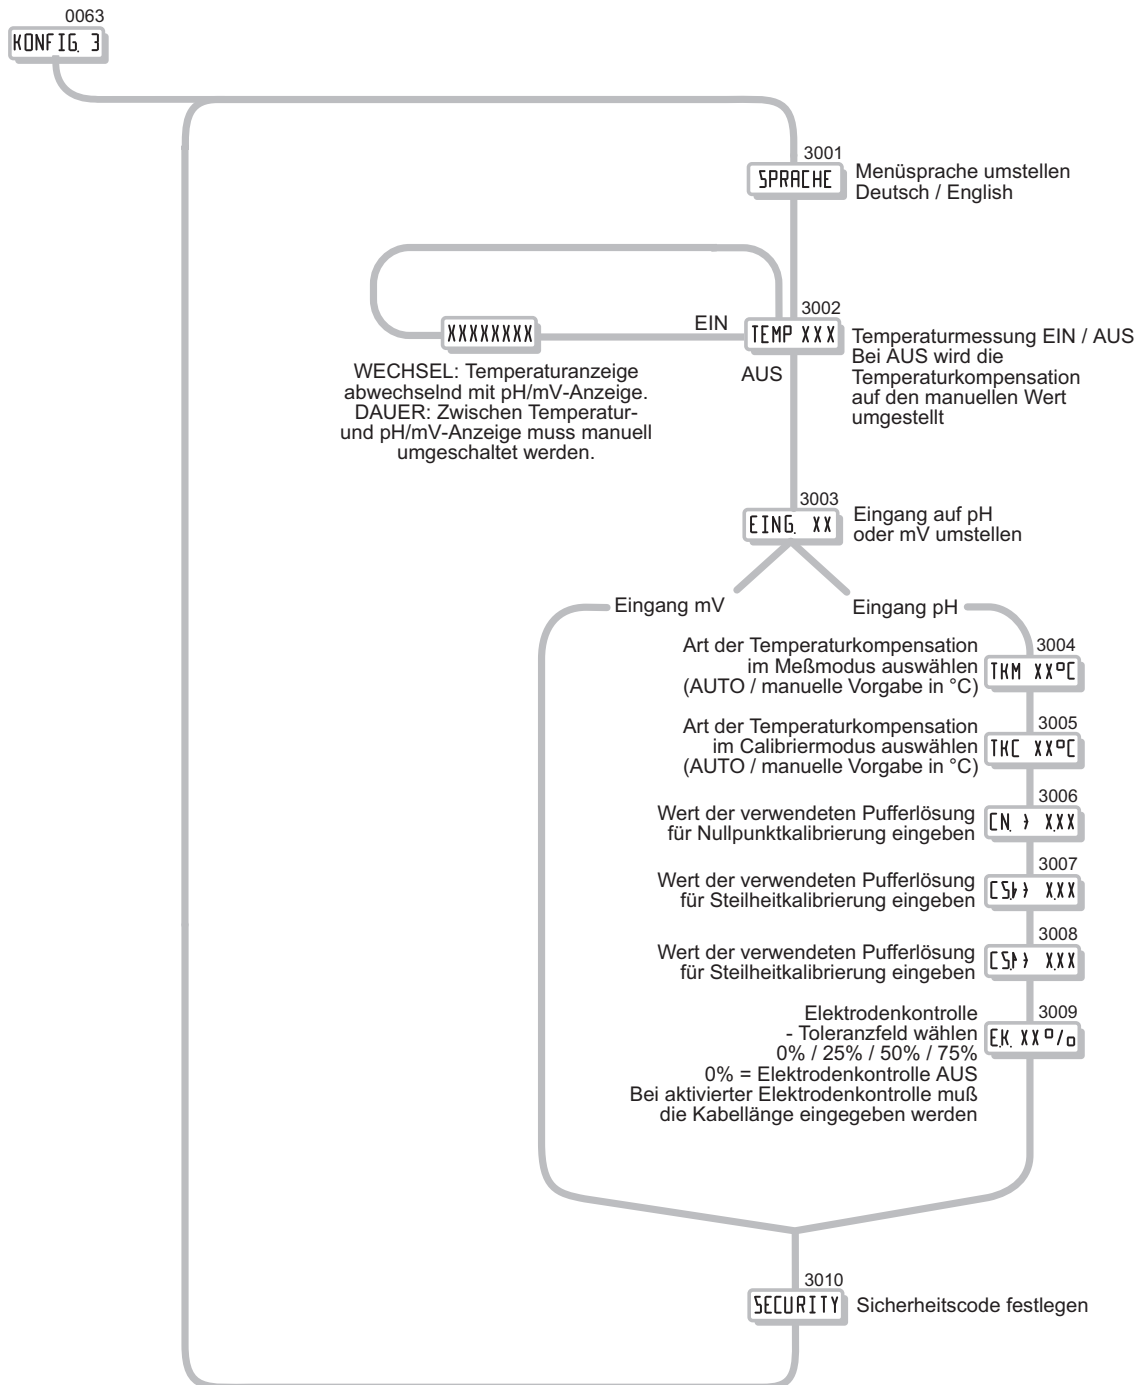 0063
KONFIG. 3
3001
SPRACHE
Menüsprache umstellen
Deutsch / English
3002
TEMP XXX
EIN
AUS
XXXXXXXX
Temperaturmessung EIN / AUS
Bei AUS wird die
Temperaturkompensation
auf den manuellen Wert
umgestellt
WECHSEL: Temperaturanzeige
abwechselnd mit pH/mV-Anzeige.
DAUER: Zwischen Temperatur-
und pH/mV-Anzeige muss manuell
umgeschaltet werden.
3003
EING. XX
Eingang auf pH
oder mV umstellen
Eingang mV
Eingang pH
Art der Temperaturkompensation
im Meßmodus auswählen
(AUTO / manuelle Vorgabe in °C)
3004
TKM XX°C
Art der Temperaturkompensation
im Calibriermodus auswählen
(AUTO / manuelle Vorgabe in °C)
3005
TKC XX°C
Wert der verwendeten Pufferlösung
für Nullpunktkalibrierung eingeben
3006
CN. > X.XX
Wert der verwendeten Pufferlösung
für Steilheitkalibrierung eingeben
3007
X.XX
Wert der verwendeten Pufferlösung
für Steilheitkalibrierung eingeben
3008
X.XX
Elektrodenkontrolle
- Toleranzfeld wählen
0% / 25% / 50% / 75%
0% = Elektrodenkontrolle AUS
Bei aktivierter Elektrodenkontrolle muß
die Kabellänge eingegeben werden
3009
E.K. XX%
3010
SECURITY
Sicherheitscode festlegen